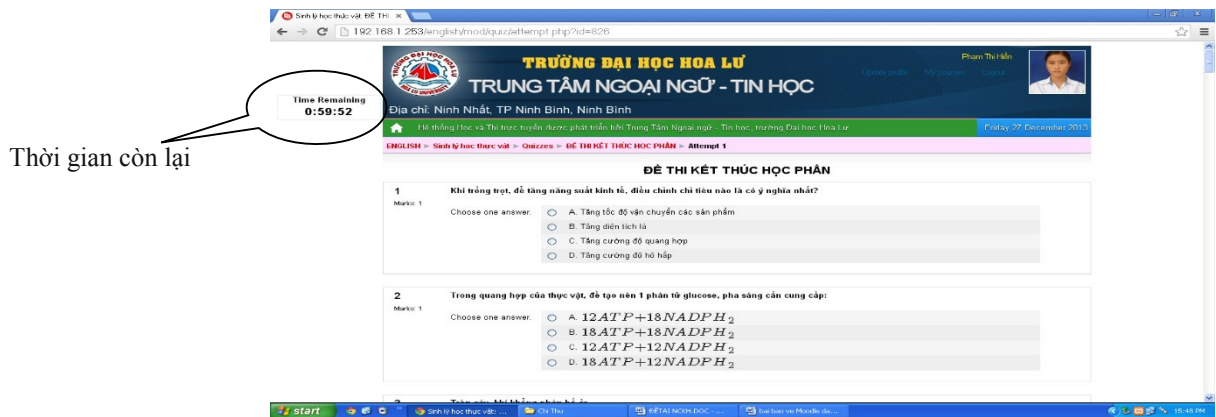 Sinh lý học thực vật: ĐỀ THI
192.168.1.253/english/mod/quiz/attempt.php?id=826
TRƯỜNG ĐẠI HỌC HOA LƯ
TRUNG TÂM NGOẠI NGỮ - TIN HỌC
Địa chỉ: Ninh Nhất, TP Ninh Bình, Ninh Bình
Phạm Thị Hiển
Update profile My courses Logout
Time Remaining
0:59:52
Thời gian còn lại
Hệ thống Học và Thi trực tuyến được phát triển bởi Trung Tâm Ngoại ngữ - Tin học, trường Đại học Hoa Lư
Friday 27 December 2013
ENGLISH ► Sinh lý học thực vật ► Quizzes ► ĐỀ THI KẾT THÚC HỌC PHẦN ► Attempt 1
ĐỀ THI KẾT THÚC HỌC PHẦN
1 Khi trồng trọt, để tăng năng suất kinh tế, điều chỉnh chỉ tiêu nào là có ý nghĩa nhất?
Marks: 1
Choose one answer. A. Tăng tốc độ vận chuyển các sản phẩm
B. Tăng diện tích lá
C. Tăng cường độ quang hợp
D. Tăng cường độ hô hấp
2 Trong quang hợp của thực vật, để tạo nên 1 phân tử glucose, pha sáng cần cung cấp:
Marks: 1
Choose one answer. A. 12ATP+18NADPH₂
B. 18ATP+18NADPH₂
C. 12ATP+12NADPH₂
D. 18ATP+12NADPH₂
start
Sinh lý học thực vật: ...
Chi Thu
ĐỀTAI NCKH.DOC - ...
bai bao ve Moodle da...
15:48 PM